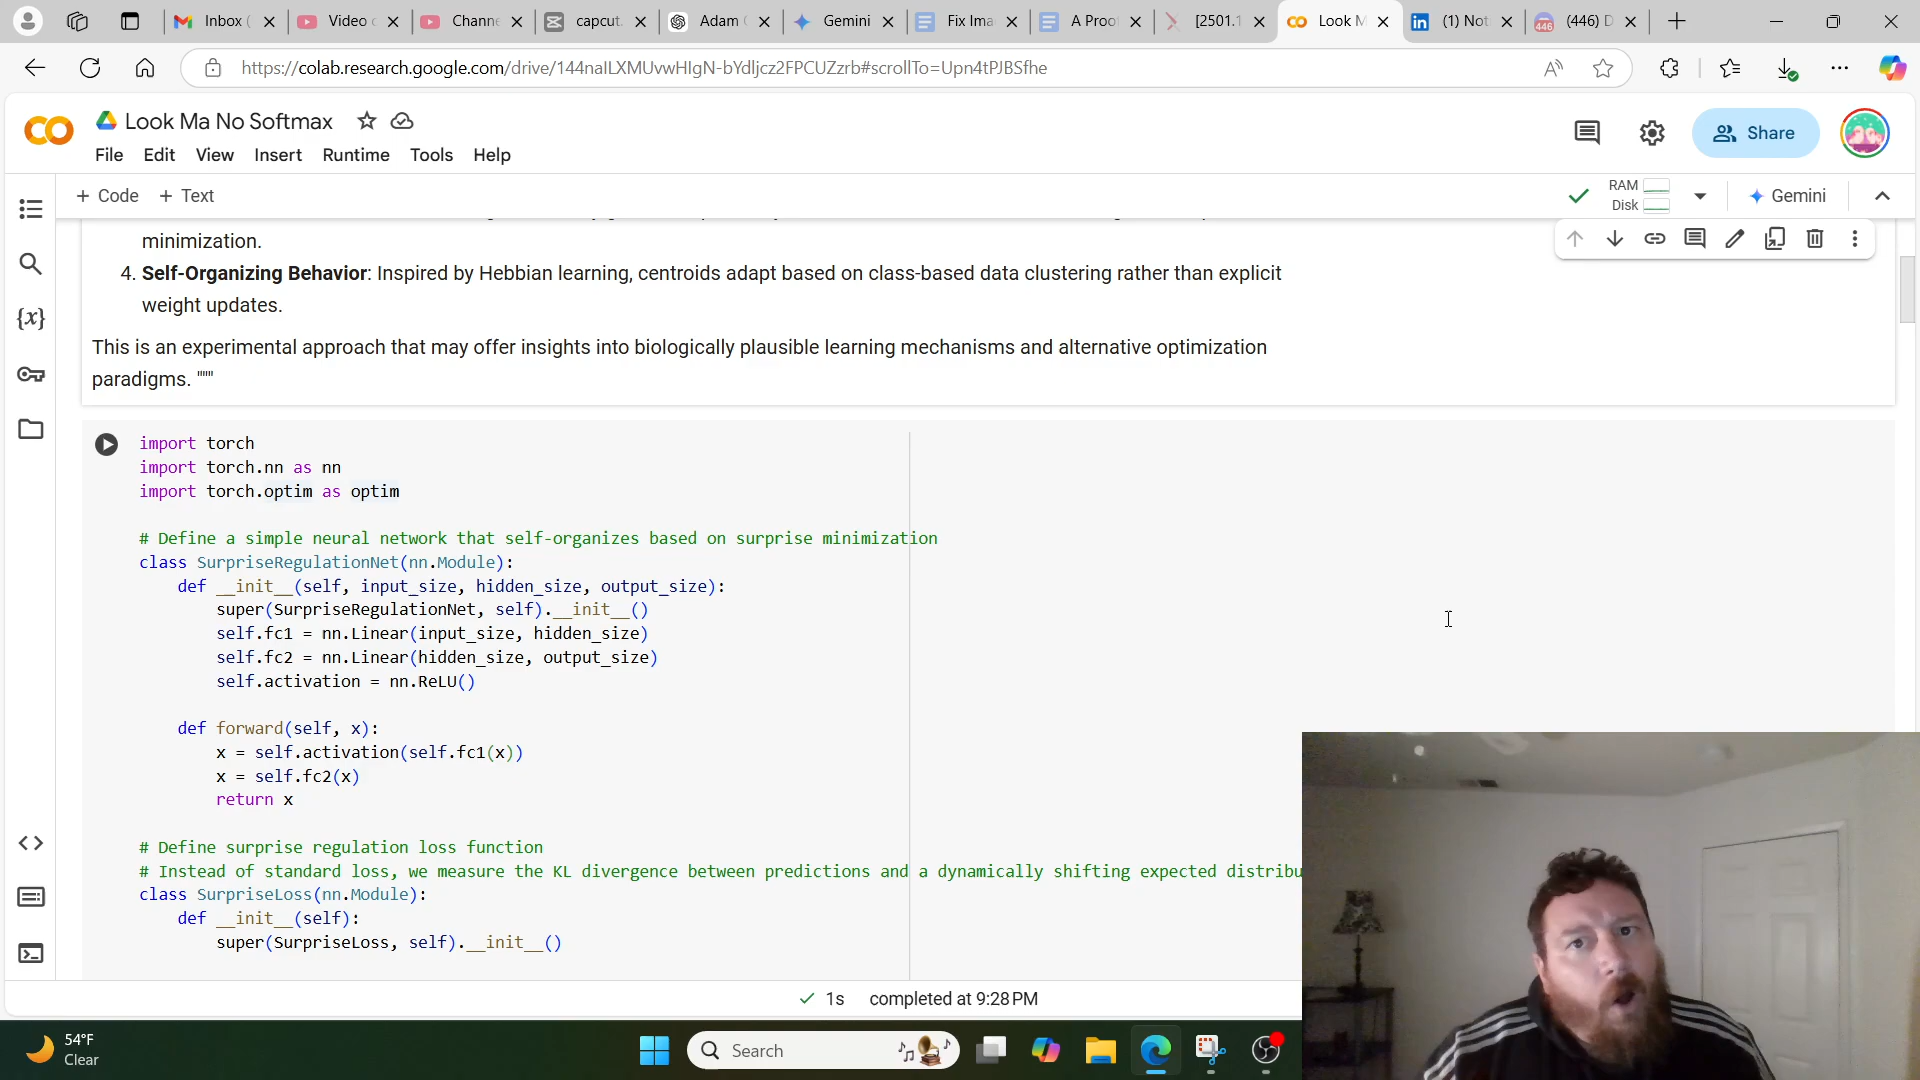 Inbox (
Video c
Channe
capcut.
Adam
Gemini
Fix Ima
A Proo
[2501.1
Look M
(1) Not
(446) D
https://colab.research.google.com/drive/144naILXMUvwHIgN-bYdljcz2FPCUZzrb#scrollTo=Upn4tPJBSfhe
Look Ma No Softmax
Share
File Edit View Insert Runtime Tools Help
+ Code + Text
RAM
Disk
Gemini
minimization.
4. Self-Organizing Behavior: Inspired by Hebbian learning, centroids adapt based on class-based data clustering rather than explicit
weight updates.
This is an experimental approach that may offer insights into biologically plausible learning mechanisms and alternative optimization
paradigms. """
import torch
import torch.nn as nn
import torch.optim as optim
# Define a simple neural network that self-organizes based on surprise minimization
class SurpriseRegulationNet(nn.Module):
def __init__(self, input_size, hidden_size, output_size):
super(SurpriseRegulationNet, self).__init__()
self.fc1 = nn.Linear(input_size, hidden_size)
self.fc2 = nn.Linear(hidden_size, output_size)
self.activation = nn.ReLU()
def forward(self, x):
x = self.activation(self.fc1(x))
x = self.fc2(x)
return x
# Define surprise regulation loss function
# Instead of standard loss, we measure the KL divergence between predictions and a dynamically shifting expected distribu
class SurpriseLoss(nn.Module):
def __init__(self):
super(SurpriseLoss, self).__init__()
1s completed at 9:28 PM
54°F
Clear
Search